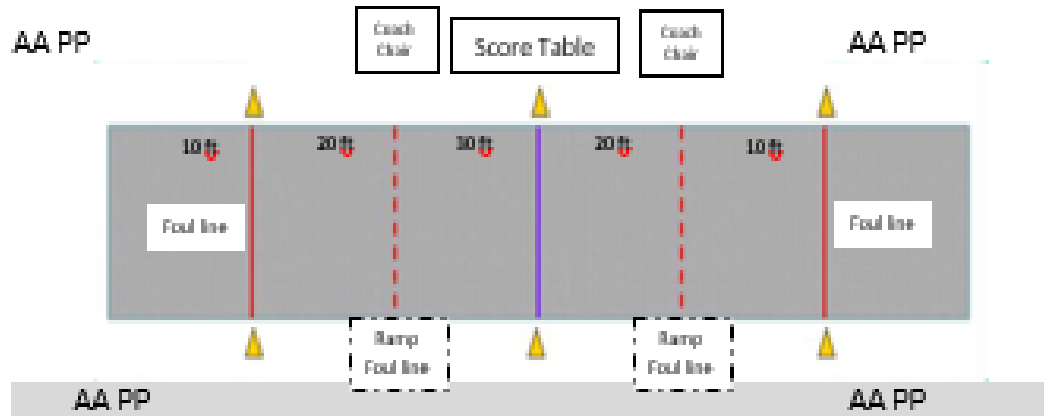 Coach
Chair
Score Table
Coach
Chair
AA PP
AA PP
10 ft
20 ft
30 ft
20 ft
10 ft
Foul line
Foul line
Ramp
Foul line
Ramp
Foul line
AA PP
AA PP